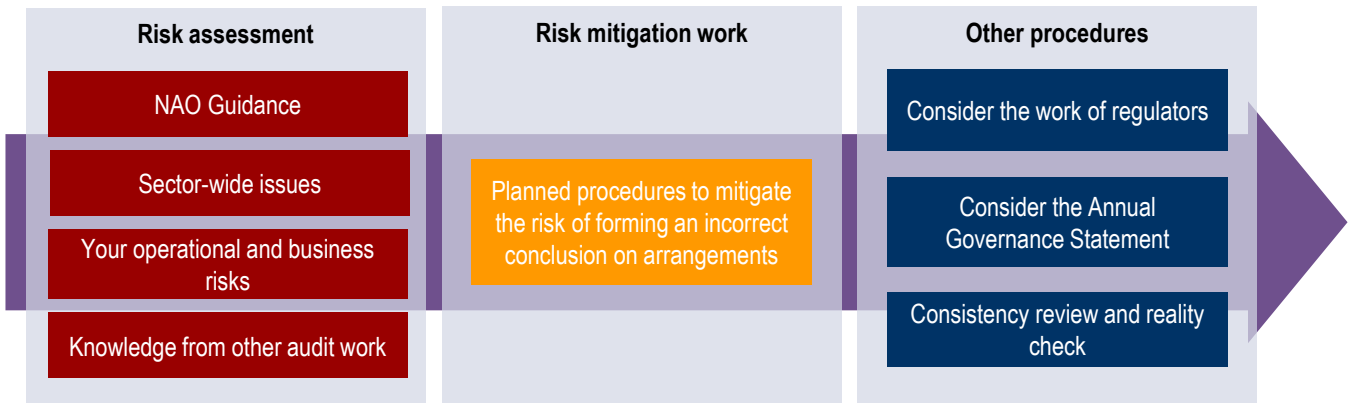 Risk assessment
NAO Guidance
Sector-wide issues
Your operational and business
risks
Knowledge from other audit work
Risk mitigation work
Planned procedures to mitigate
the risk of forming an incorrect
conclusion on arrangements
Other procedures
Consider the work of regulators
Consider the Annual
Governance Statement
Consistency review and reality
check